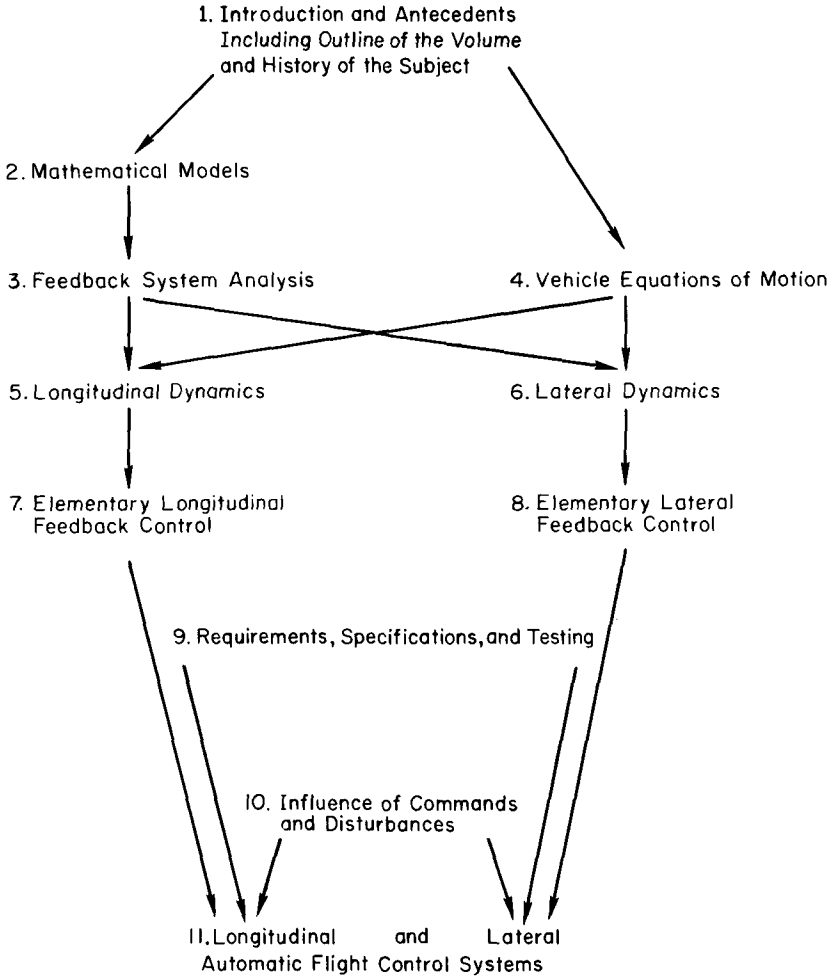 1. Introduction and Antecedents
Including Outline of the Volume
and History of the Subject
2. Mathematical Models
3. Feedback System Analysis
4. Vehicle Equations of Motion
5. Longitudinal Dynamics
6. Lateral Dynamics
7. Elementary Longitudinal
Feedback Control
8. Elementary Lateral
Feedback Control
9. Requirements, Specifications, and Testing
10. Influence of Commands
and Disturbances
11. Longitudinal and Lateral
Automatic Flight Control Systems